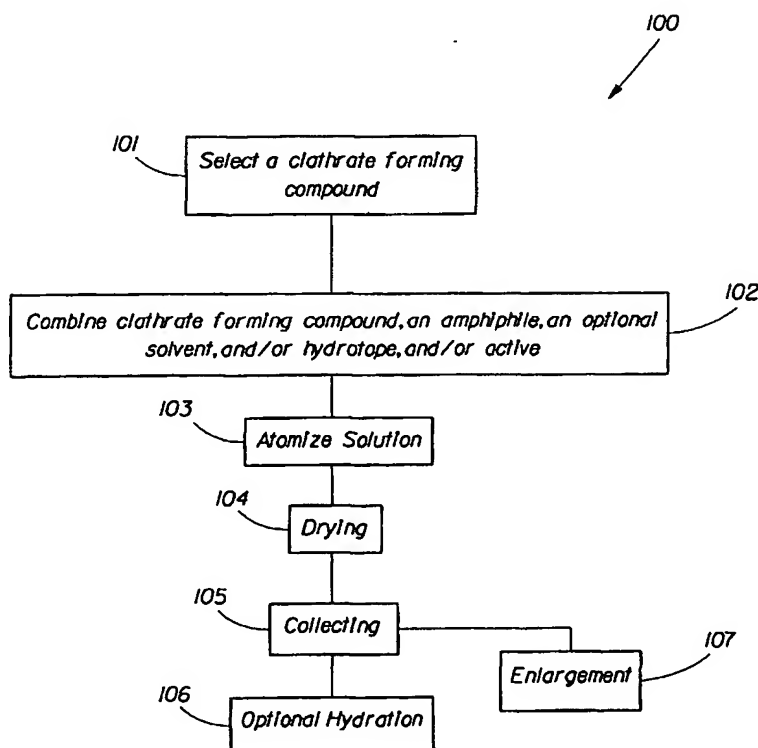 100
101
Select a clathrate forming
compound
102
Combine clathrate forming compound, an amphiphile, an optional
solvent, and/or hydrotope, and/or active
103
Atomize Solution
104
Drying
105
Collecting
107
Enlargement
106
Optional Hydration